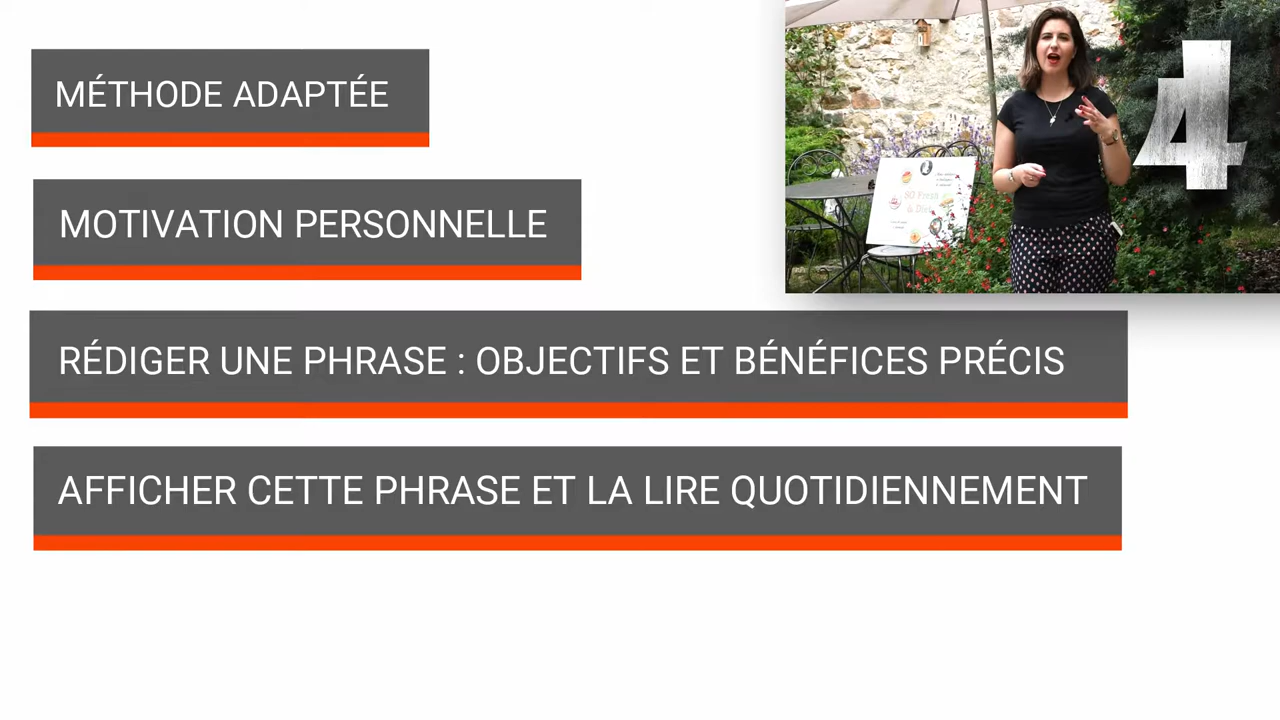 MÉTHODE ADAPTÉE
4
MOTIVATION PERSONNELLE
RÉDIGER UNE PHRASE : OBJECTIFS ET BÉNÉFICES PRÉCIS
AFFICHER CETTE PHRASE ET LA LIRE QUOTIDIENNEMENT